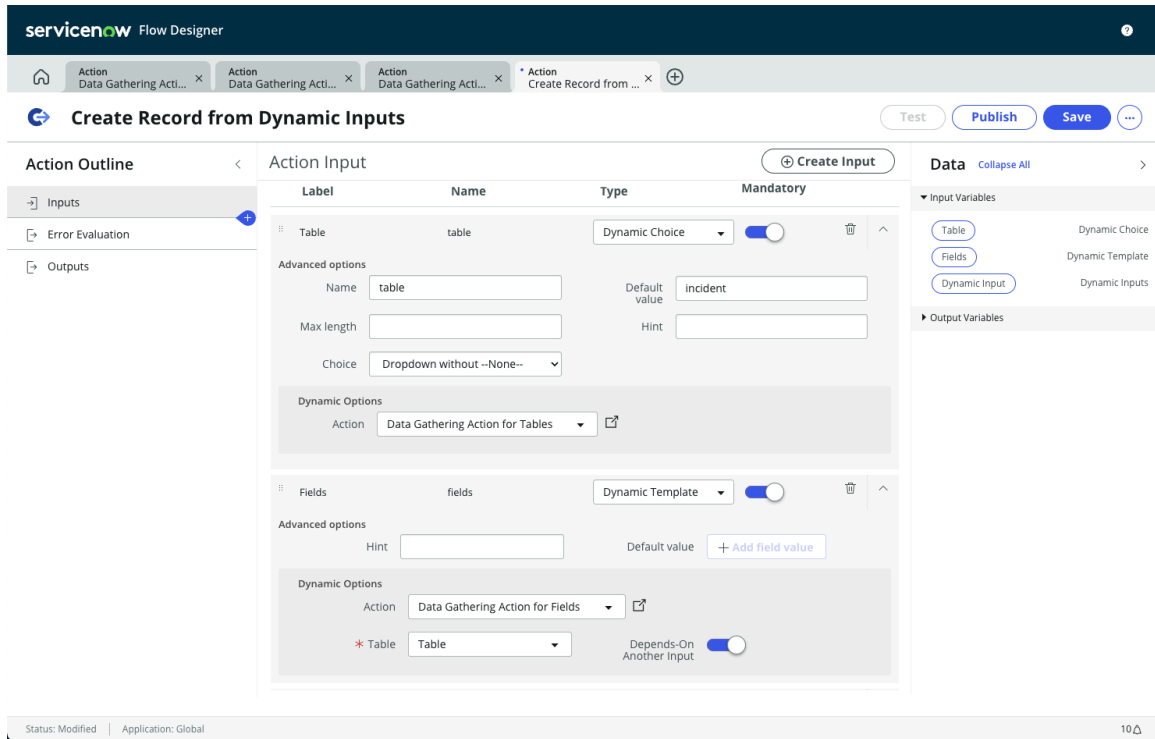 servicenow Flow Designer
Action
Data Gathering Acti...
Action
Data Gathering Acti...
Action
Data Gathering Acti...
Action
Create Record from ...
Create Record from Dynamic Inputs
Test
Publish
Save
Action Outline
Inputs
Error Evaluation
Outputs
Action Input
Create Input
Label Name Type Mandatory
Table table Dynamic Choice
Advanced options
Name table Default value incident
Max length Hint
Choice Dropdown without --None--
Dynamic Options
Action Data Gathering Action for Tables
Fields fields Dynamic Template
Advanced options
Hint Default value + Add field value
Dynamic Options
Action Data Gathering Action for Fields
* Table Table Depends-On Another Input
Data Collapse All
Input Variables
Table Dynamic Choice
Fields Dynamic Template
Dynamic Input Dynamic Inputs
Output Variables
Status: Modified | Application: Global
10